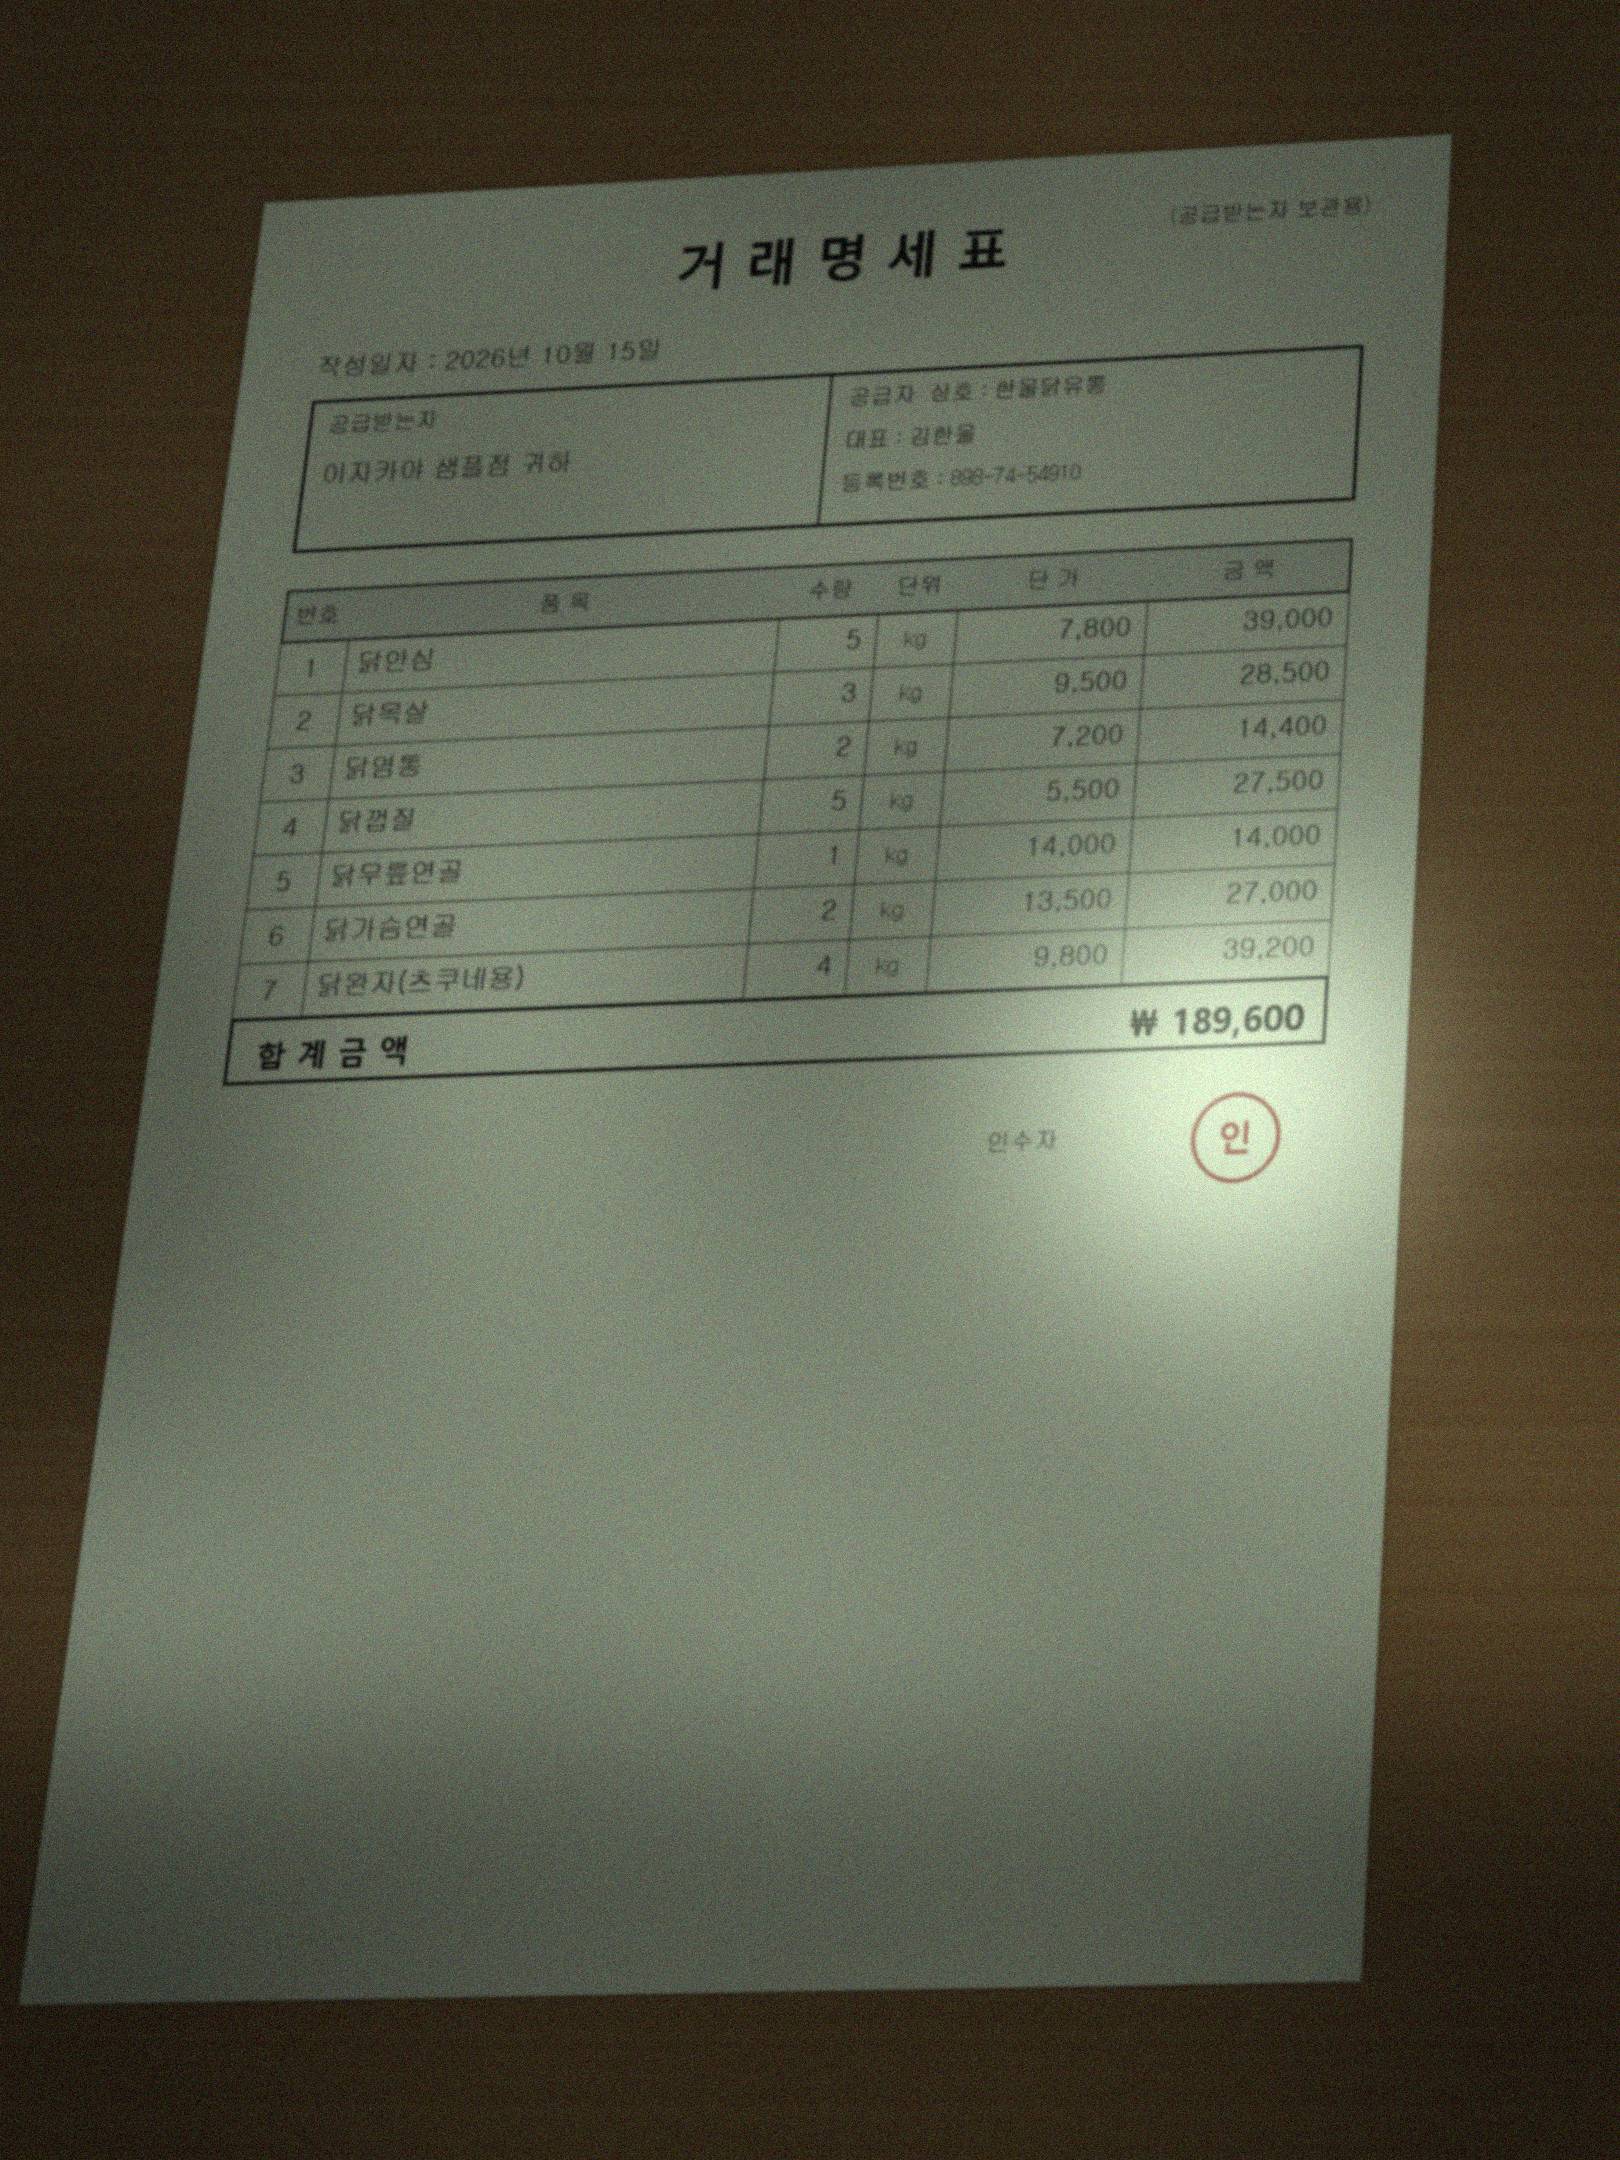 (공급받는자 보관용)
거래명세표
작성일자 : 2026년 10월 15일
공급받는자
이자카야 샘플점 귀하
공급자 상호 : 한울닭유통
대표 : 김한울
등록번호 : 898-74-54910
번호 품목 수량 단위 단가 금액
1 닭안심 5 kg 7,800 39,000
2 닭목살 3 kg 9,500 28,500
3 닭염통 2 kg 7,200 14,400
4 닭껍질 5 kg 5,500 27,500
5 닭무릎연골 1 kg 14,000 14,000
6 닭가슴연골 2 kg 13,500 27,000
7 닭완자(츠쿠네용) 4 kg 9,800 39,200
합계금액 ₩ 189,600
인수자 인